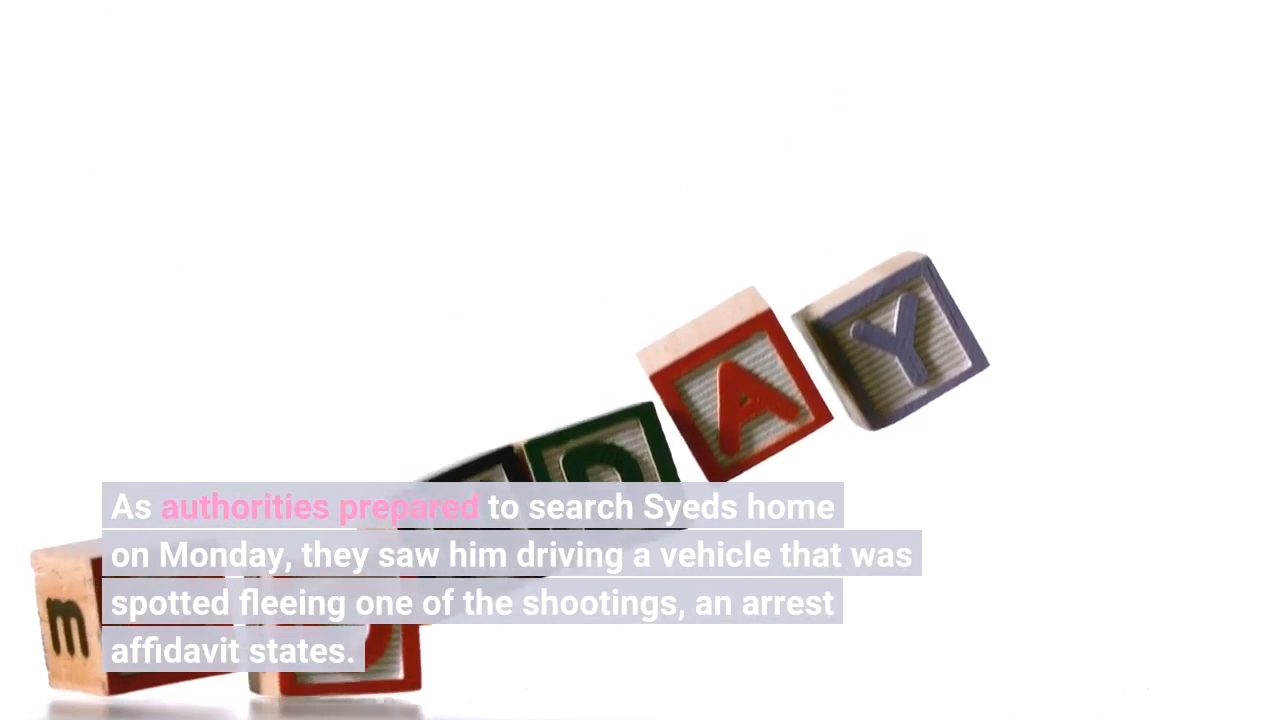 A Y
D
m
As authorities prepared to search Syeds home
on Monday, they saw him driving a vehicle that was
spotted fleeing one of the shootings, an arrest
affidavit states.